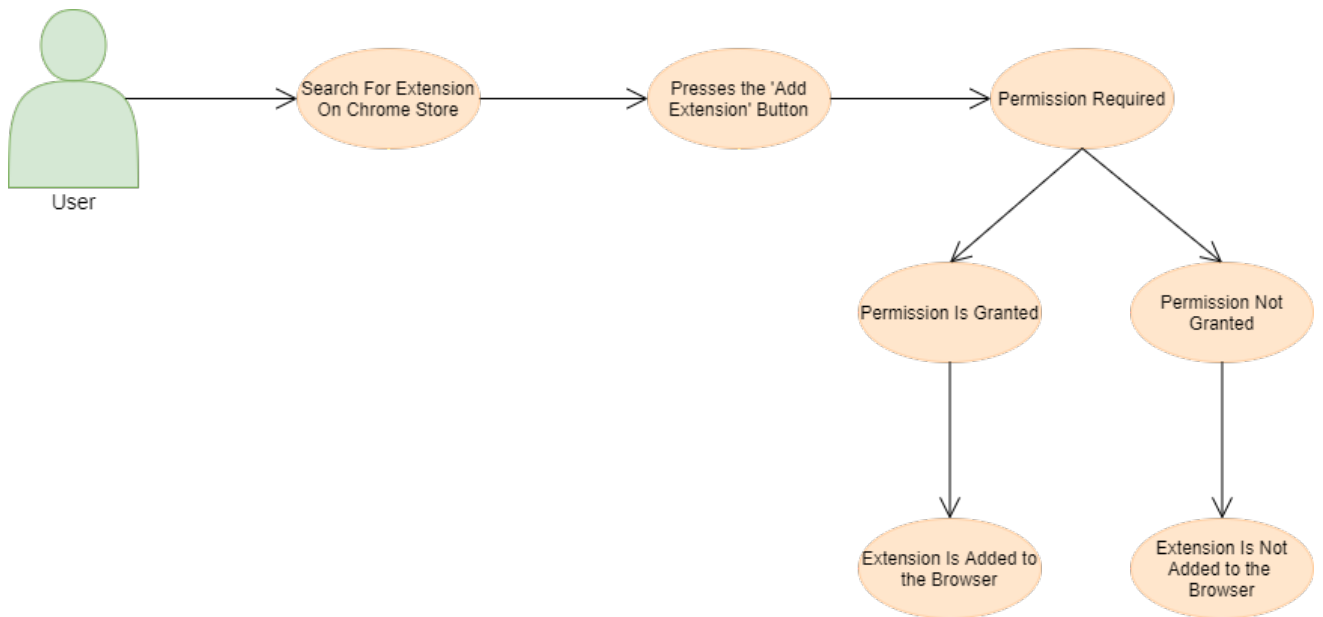 User
Search For Extension
On Chrome Store
Presses the 'Add
Extension' Button
Permission Required
Permission Is Granted
Permission Not
Granted
Extension Is Added to
the Browser
Extension Is Not
Added to the
Browser